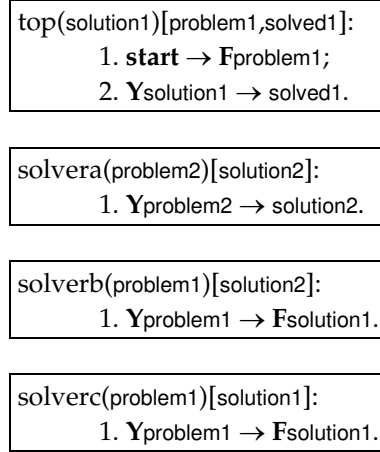 top(solution1)[problem1,solved1]:
1. start → Fproblem1;
2. Ysolution1 → solved1.
solvera(problem2)[solution2]:
1. Yproblem2 → solution2.
solverb(problem1)[solution2]:
1. Yproblem1 → Fsolution1.
solverc(problem1)[solution1]:
1. Yproblem1 → Fsolution1.